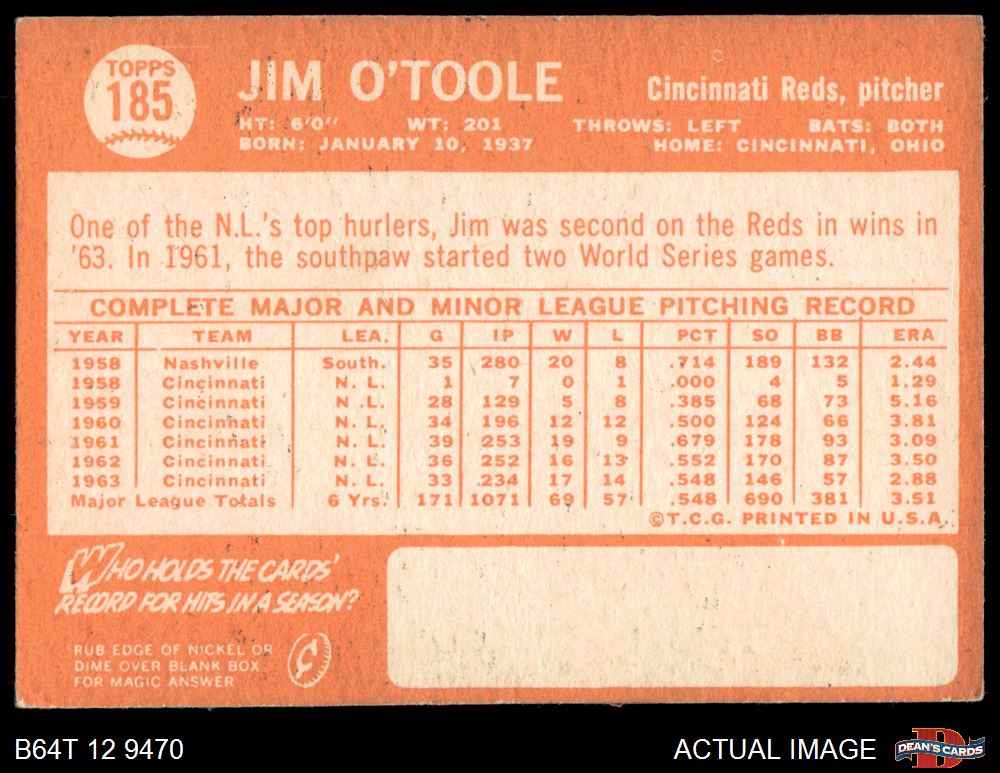 TOPPS
185
JIM O'TOOLE
Cincinnati Reds, pitcher
HT: 6'0" WT: 201 THROWS: LEFT BATS: BOTH
BORN: JANUARY 10, 1937 HOME: CINCINNATI, OHIO
One of the N.L.'s top hurlers, Jim was second on the Reds in wins in
'63. In 1961, the southpaw started two World Series games.
COMPLETE MAJOR AND MINOR LEAGUE PITCHING RECORD
YEAR TEAM LEA. G IP W L PCT SO BB ERA
1958 Nashville South. 35 280 20 8 .714 189 132 2.44
1958 Cincinnati N. L. 1 7 0 1 .000 4 5 1.29
1959 Cincinnati N .L. 28 129 5 8 .385 68 73 5.16
1960 Cincinnati N. L. 34 196 12 12 .500 124 66 3.81
1961 Cincinnati N. L. 39 253 19 9 .679 178 93 3.09
1962 Cincinnati N. L. 36 252 16 13 .552 170 87 3.50
1963 Cincinnati N. L. 33 .234 17 14 .548 146 57 2.88
Major League Totals 6 Yrs. 171 1071 69 57 .548 690 381 3.51
©T.C.G. PRINTED IN U.S.A.
WHO HOLDS THE CARDS'
RECORD FOR HITS IN A SEASON?
RUB EDGE OF NICKEL OR
DIME OVER BLANK BOX
FOR MAGIC ANSWER
B64T 12 9470
ACTUAL IMAGE
DEAN'S CARDS